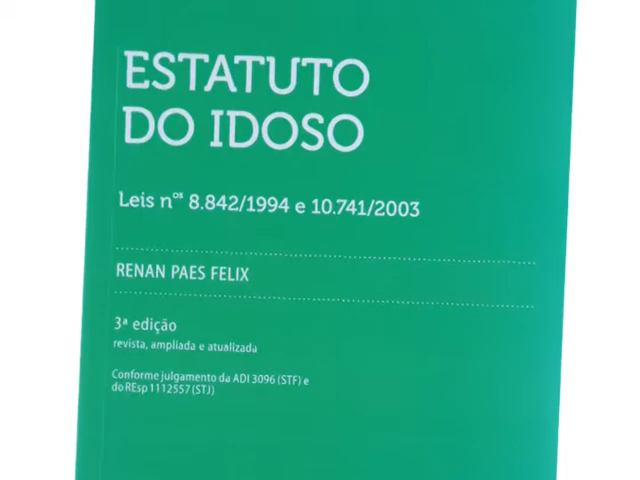 ESTATUTO
DO IDOSO
Leis nºs 8.842/1994 e 10.741/2003
RENAN PAES FELIX
3ª edição
revista, ampliada e atualizada
Conforme julgamento da ADI 3096 (STF) e
do REsp 1112557 (STJ)